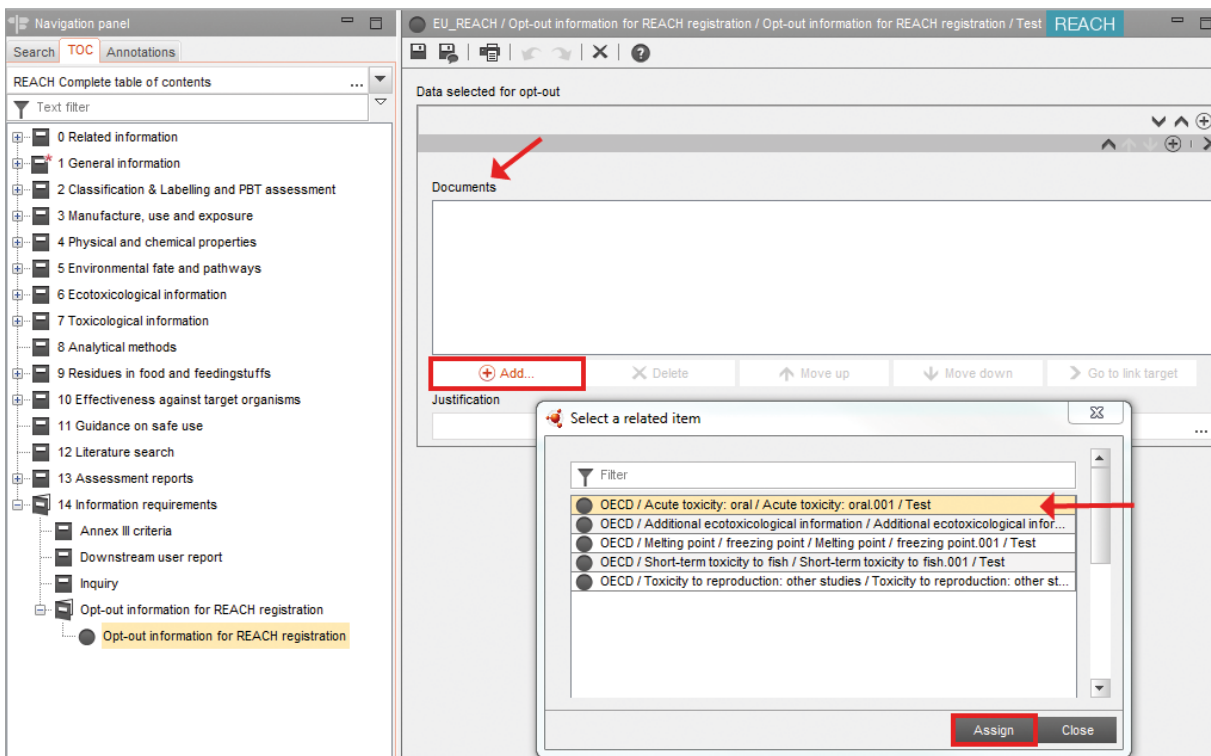 Navigation panel
Search TOC Annotations
REACH Complete table of contents ...
Text filter
0 Related information
1 General information
2 Classification & Labelling and PBT assessment
3 Manufacture, use and exposure
4 Physical and chemical properties
5 Environmental fate and pathways
6 Ecotoxicological information
7 Toxicological information
8 Analytical methods
9 Residues in food and feedingstuffs
10 Effectiveness against target organisms
11 Guidance on safe use
12 Literature search
13 Assessment reports
14 Information requirements
Annex III criteria
Downstream user report
Inquiry
Opt-out information for REACH registration
Opt-out information for REACH registration
EU_REACH / Opt-out information for REACH registration / Opt-out information for REACH registration / Test REACH
Data selected for opt-out
Documents
Add... Delete Move up Move down Go to link target
Justification
...
Select a related item
Filter
OECD / Acute toxicity: oral / Acute toxicity: oral.001 / Test
OECD / Additional ecotoxicological information / Additional ecotoxicological infor...
OECD / Melting point / freezing point / Melting point / freezing point.001 / Test
OECD / Short-term toxicity to fish / Short-term toxicity to fish.001 / Test
OECD / Toxicity to reproduction: other studies / Toxicity to reproduction: other st...
Assign Close